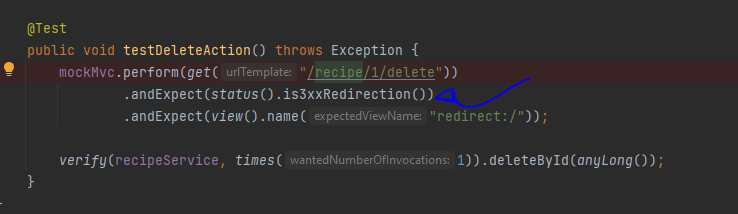 @Test
public void testDeleteAction() throws Exception {
mockMvc.perform(get( urlTemplate: "/recipe/1/delete"))
.andExpect(status().is3xxRedirection())
.andExpect(view().name( expectedViewName: "redirect:/"));
verify(recipeService, times( wantedNumberOfInvocations: 1)).deleteById(anyLong());
}